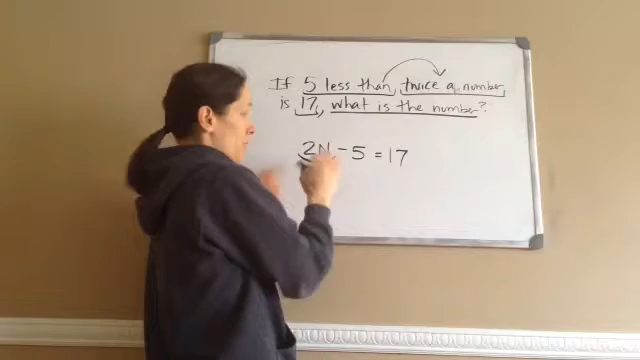 If 5 less than twice a number
is 17, what is the number?
2N - 5 = 17